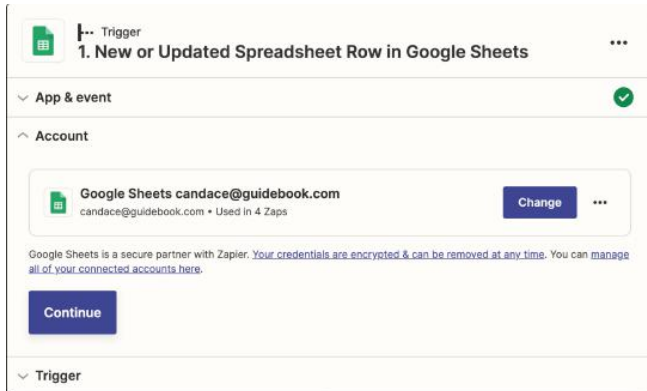 Trigger
1. New or Updated Spreadsheet Row in Google Sheets
App & event
Account
Google Sheets candace@guidebook.com
candace@guidebook.com • Used in 4 Zaps
Change
Google Sheets is a secure partner with Zapier. Your credentials are encrypted & can be removed at any time. You can manage
all of your connected accounts here.
Continue
Trigger